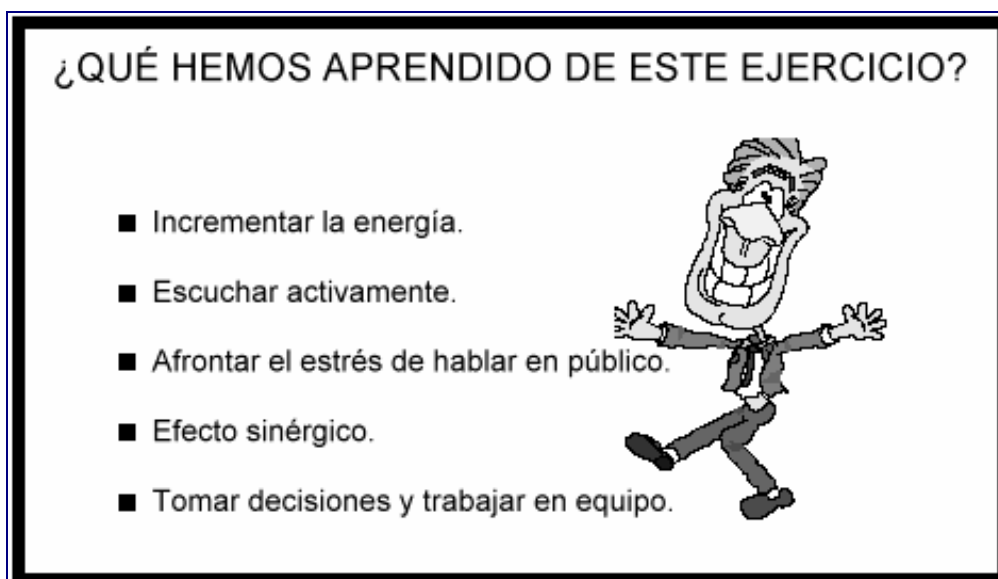 ¿QUÉ HEMOS APRENDIDO DE ESTE EJERCICIO?
■ Incrementar la energía.
■ Escuchar activamente.
■ Afrontar el estrés de hablar en público.
■ Efecto sinérgico.
■ Tomar decisiones y trabajar en equipo.